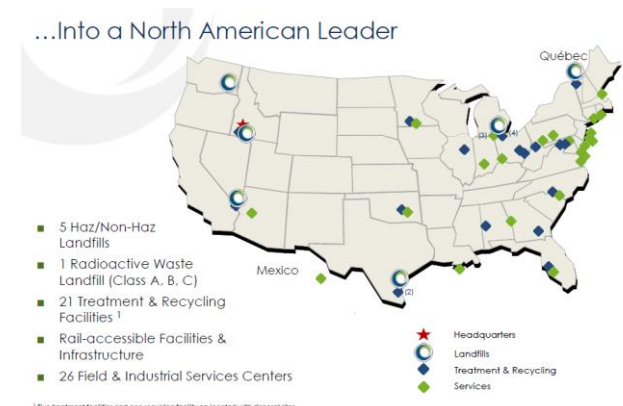 ...Into a North American Leader
Québec
(3)
(4)
■ 5 Haz/Non-Haz
Landfills
■ 1 Radioactive Waste
Landfill (Class A, B, C)
■ 21 Treatment & Recycling
Facilities ¹
■ Rail-accessible Facilities &
Infrastructure
■ 26 Field & Industrial Services Centers
Mexico
(2)
Headquarters
Landfills
Treatment & Recycling
Services